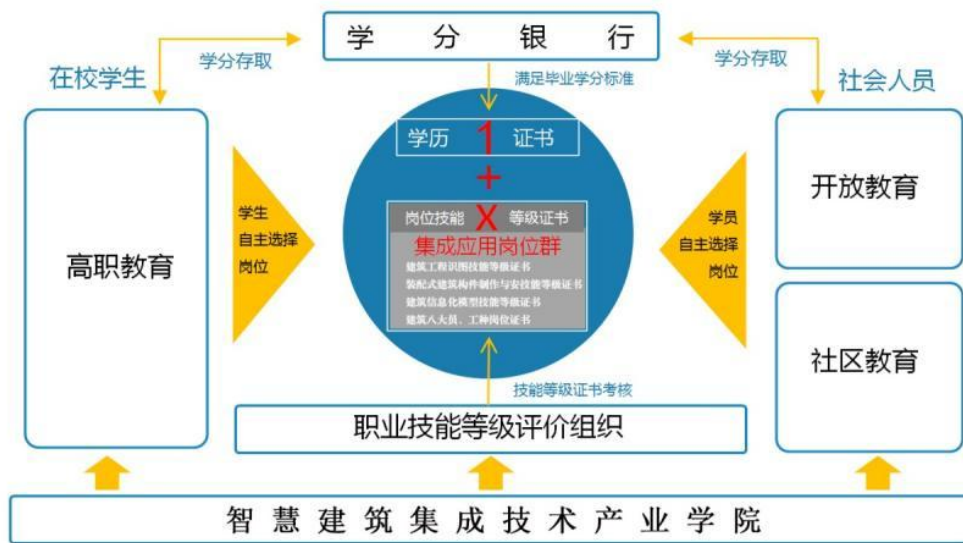 学分银行
学分存取
学分存取
在校学生
满足毕业学分标准
社会人员
学历 1 证书
+
岗位技能 X 等级证书
集成应用岗位群
建筑工程识图技能等级证书
装配式建筑构件制作与安技能等级证书
建筑信息化模型技能等级证书
建筑八大员、工种岗位证书
高职教育
学生
自主选择
岗位
学员
自主选择
岗位
开放教育
社区教育
技能等级证书考核
职业技能等级评价组织
智慧建筑集成技术产业学院